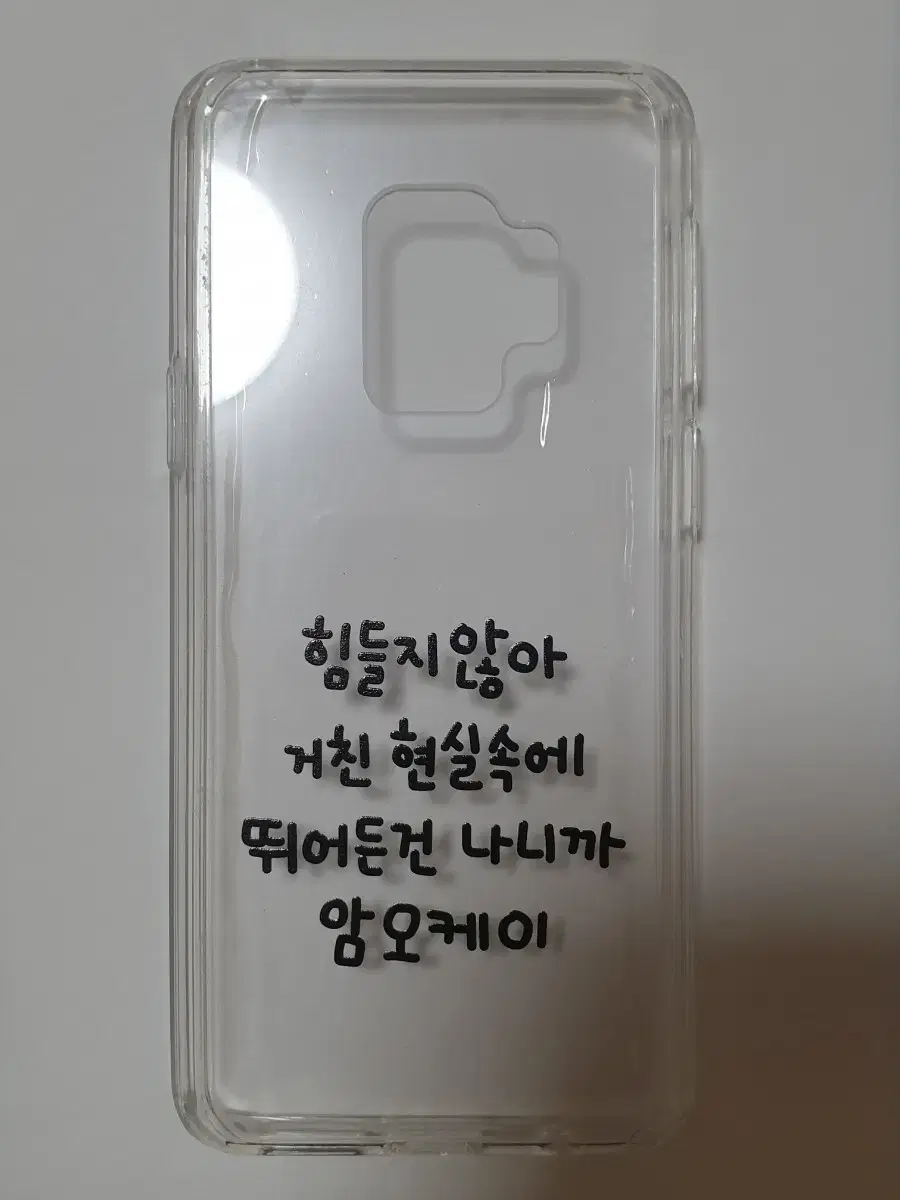 힘들지않아
거친 현실속에
뛰어든건 나니까
암오케이